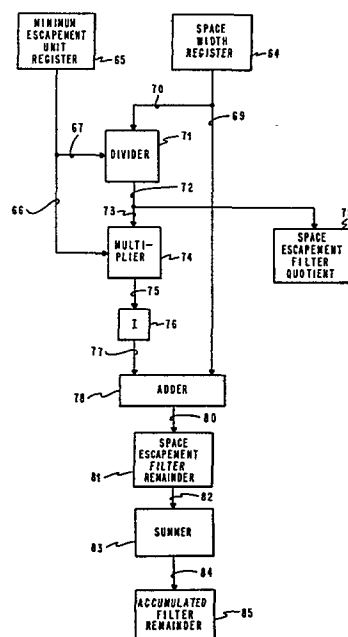 MINIMUM
ESCAPEMENT
UNIT
REGISTER
65
SPACE
WIDTH
REGISTER
64
70
69
67
71
DIVIDER
72
73
66
MULTI-
PLIER
74
SPACE
ESCAPEMENT
FILTER
QUOTIENT
75
I
76
77
ADDER
78
80
SPACE
ESCAPEMENT
FILTER
REMAINDER
81
82
SUMMER
83
84
ACCUMULATED
FILTER
REMAINDER
85